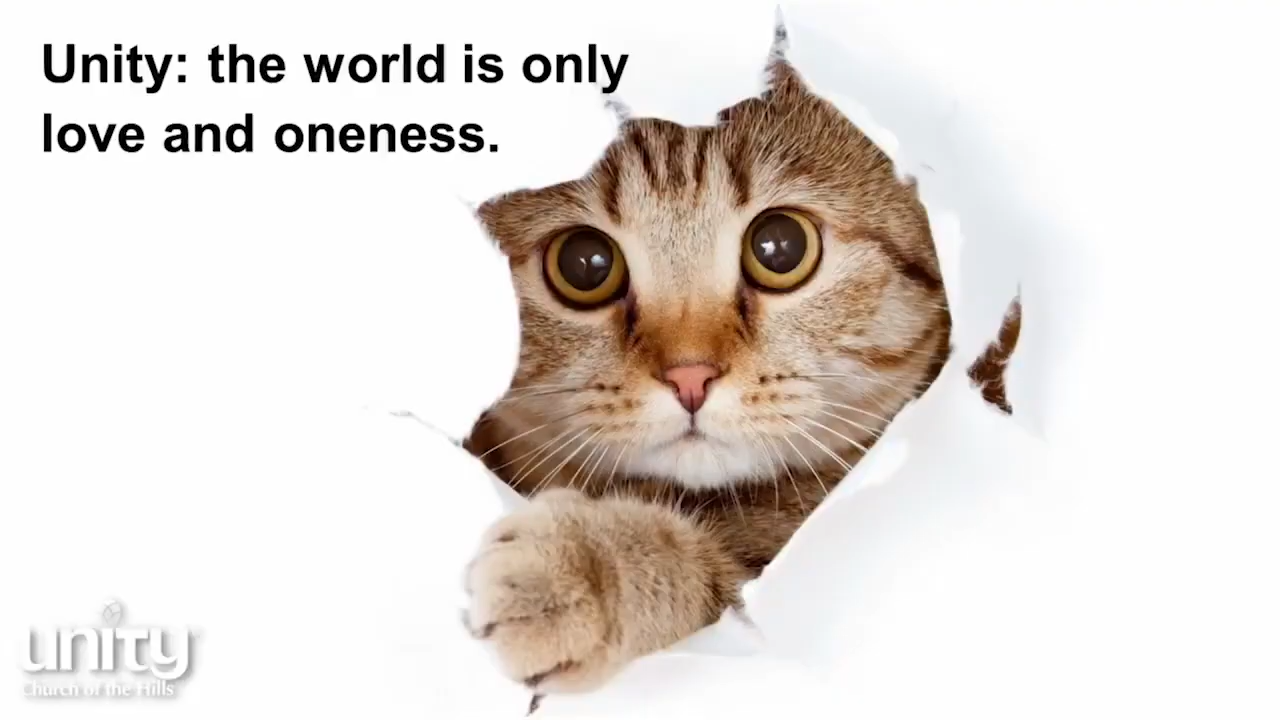 Unity: the world is only
love and oneness.
unity
Church of the Hills